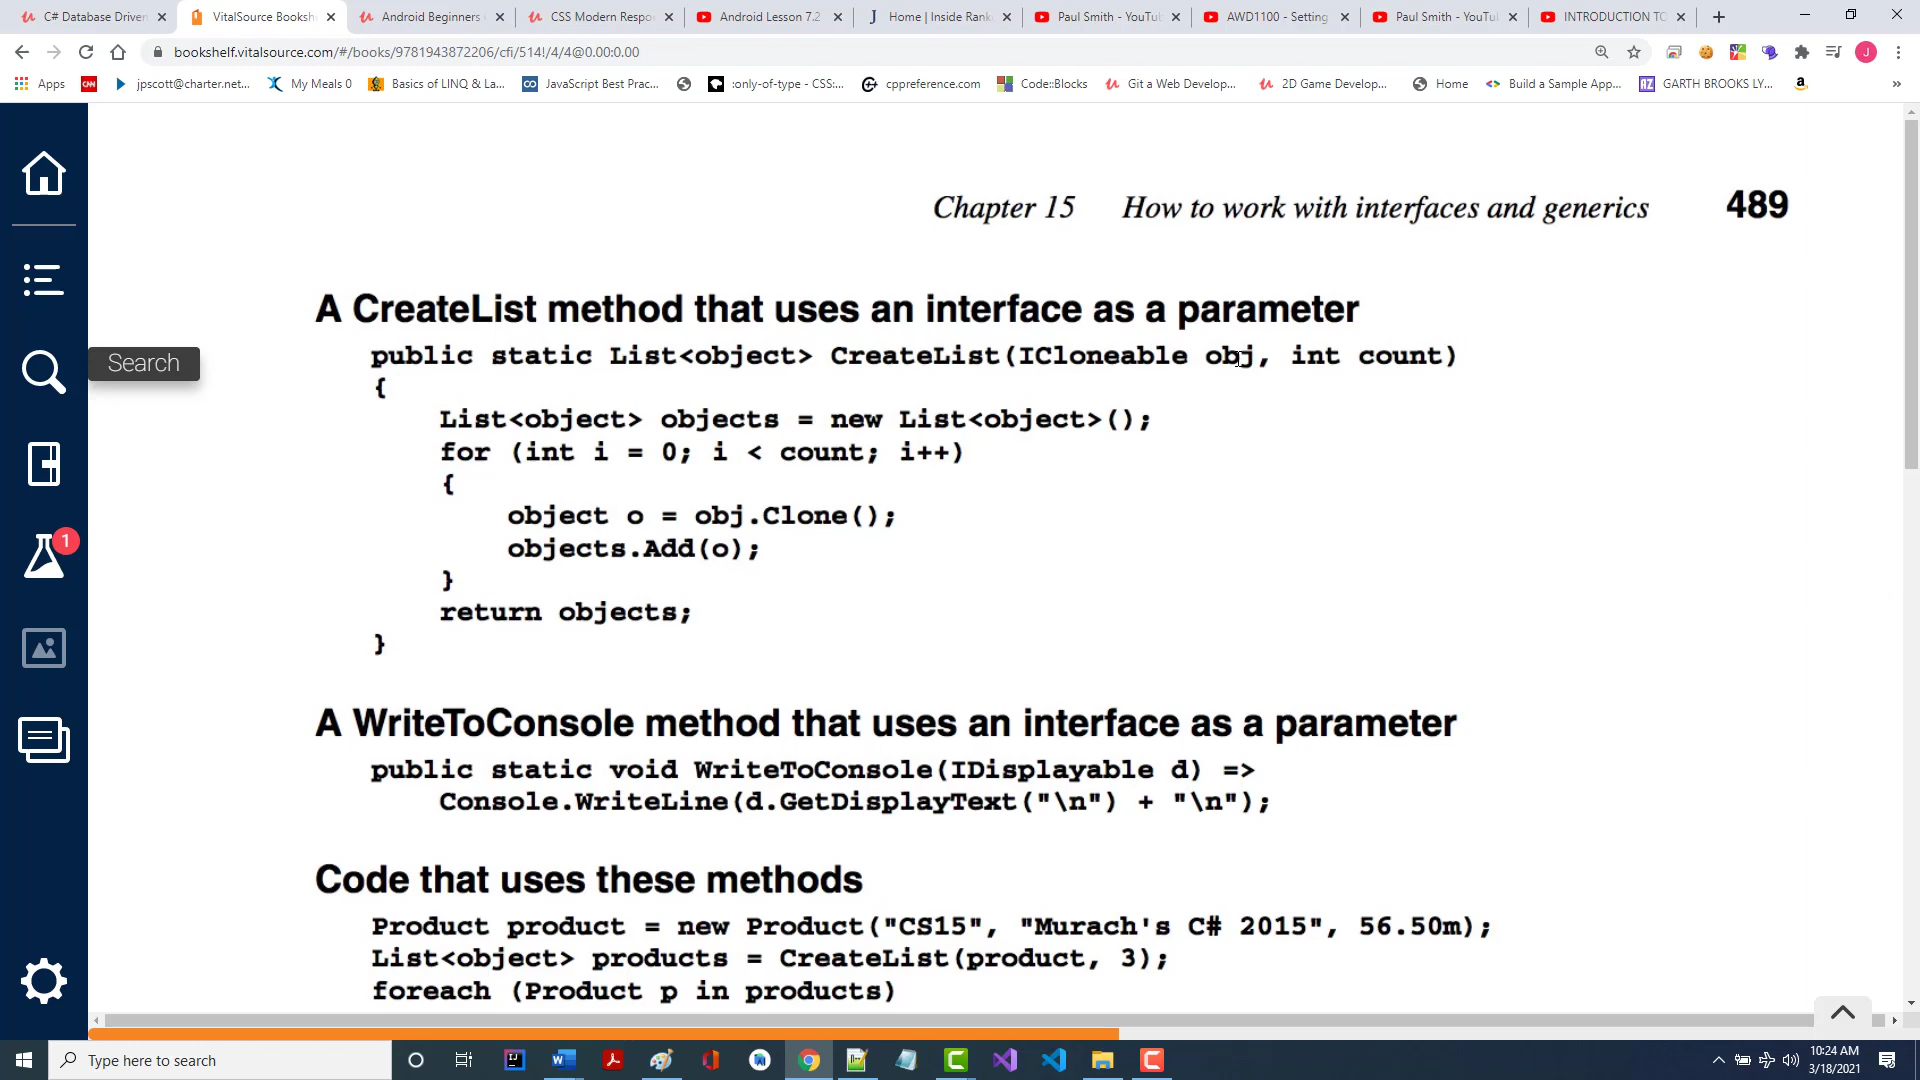 C# Database Driven
VitalSource Booksh
Android Beginners
CSS Modern Respo
Android Lesson 7.2
Home | Inside Rank
Paul Smith - YouTu
AWD1100 - Setting
Paul Smith - YouTu
INTRODUCTION TO
bookshelf.vitalsource.com/#/books/9781943872206/cfi/514!/4/4@0.00:0.00
Apps
CNN
jpscott@charter.net...
My Meals 0
Basics of LINQ & La...
JavaScript Best Prac...
:only-of-type - CSS:...
cppreference.com
Code::Blocks
Git a Web Develop...
2D Game Develop...
Home
Build a Sample App...
GARTH BROOKS LY...
Chapter 15 How to work with interfaces and generics 489
A CreateList method that uses an interface as a parameter
public static List<object> CreateList(ICloneable obj, int count)
{
List<object> objects = new List<object>();
for (int i = 0; i < count; i++)
{
object o = obj.Clone();
objects.Add(o);
}
return objects;
}
Search
1
A WriteToConsole method that uses an interface as a parameter
public static void WriteToConsole(IDisplayable d) =>
Console.WriteLine(d.GetDisplayText("\n") + "\n");
Code that uses these methods
Product product = new Product("CS15", "Murach's C# 2015", 56.50m);
List<object> products = CreateList(product, 3);
foreach (Product p in products)
Type here to search
10:24 AM
3/18/2021